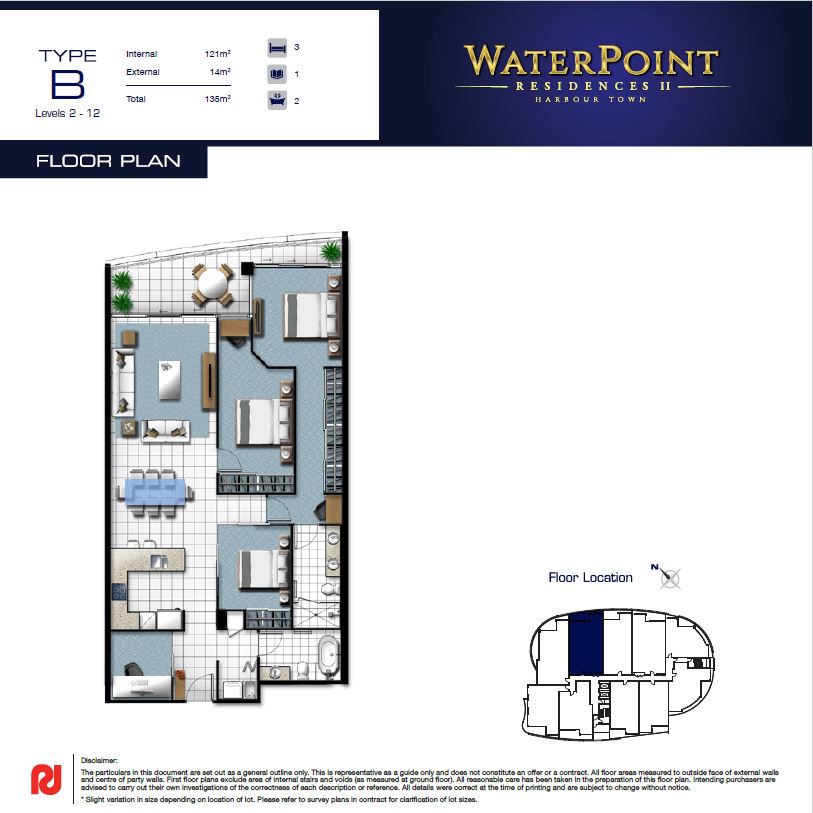 TYPE
B
Levels 2 - 12
Internal 121m²
External 14m²
Total 135m²
3
1
2
WATERPOINT
RESIDENCES II
HARBOUR TOWN
FLOOR PLAN
Floor Location
N
Disclaimer:
The particulars in this document are set out as a general outline only. This is representative as a guide only and does not constitute an offer or a contract. All floor areas measured to outside face of external walls
and centre of party walls. First floor plans exclude area of internal stairs and voids (as measured at ground floor). All reasonable care has been taken in the preparation of this floor plan. Intending purchasers are
advised to carry out their own investigations of the correctness of each description or reference. All details were correct at the time of printing and are subject to change without notice.
* Slight variation in size depending on location of lot. Please refer to survey plans in contract for clarification of lot sizes.